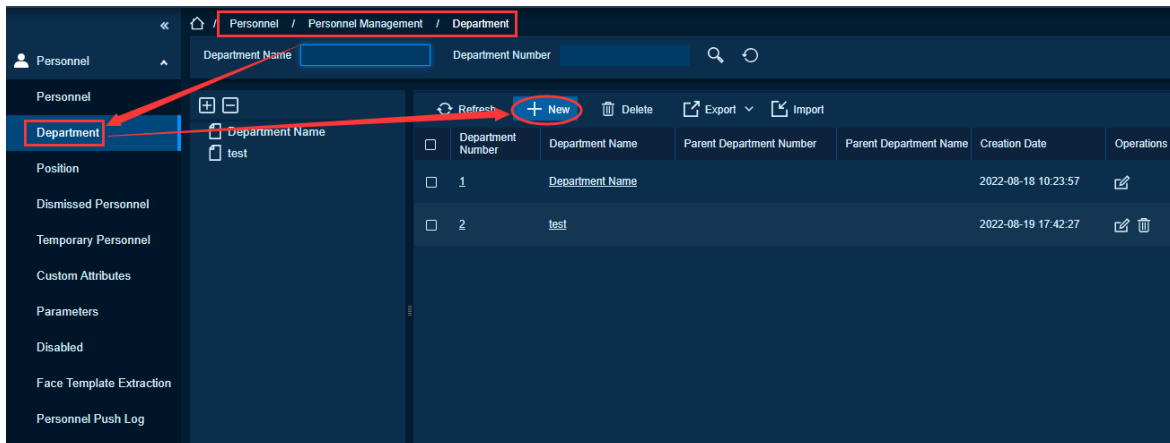 / Personnel / Personnel Management / Department
Personnel
Department Name
Department Number
Personnel
Department
Position
Dismissed Personnel
Temporary Personnel
Custom Attributes
Parameters
Disabled
Face Template Extraction
Personnel Push Log
Department Name
test
Refresh New Delete Export Import
Department Number Department Name Parent Department Number Parent Department Name Creation Date Operations
1 Department Name 2022-08-18 10:23:57
2 test 2022-08-19 17:42:27